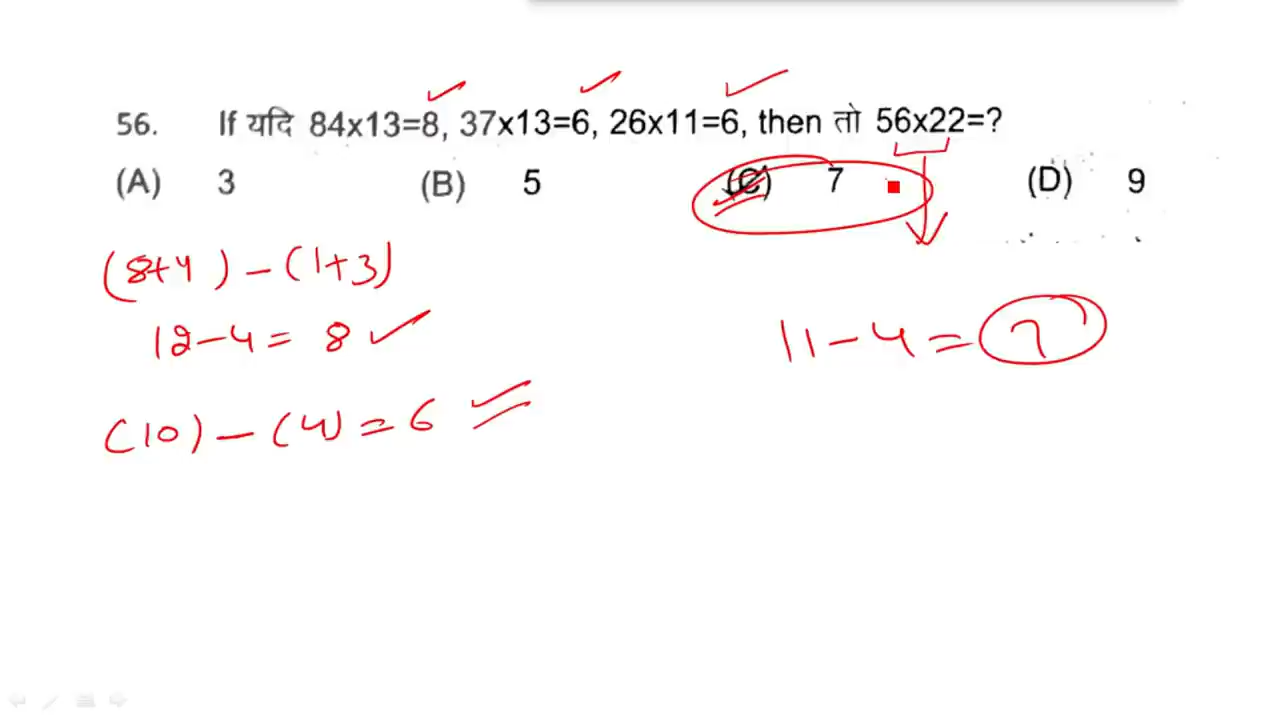 56. If यदि 84x13=8, 37x13=6, 26x11=6, then तो 56x22=?
(A) 3 (B) 5 (C) 7 (D) 9
(8+4) - (1+3)
12-4= 8
11-4= 7
(10) - (4) = 6